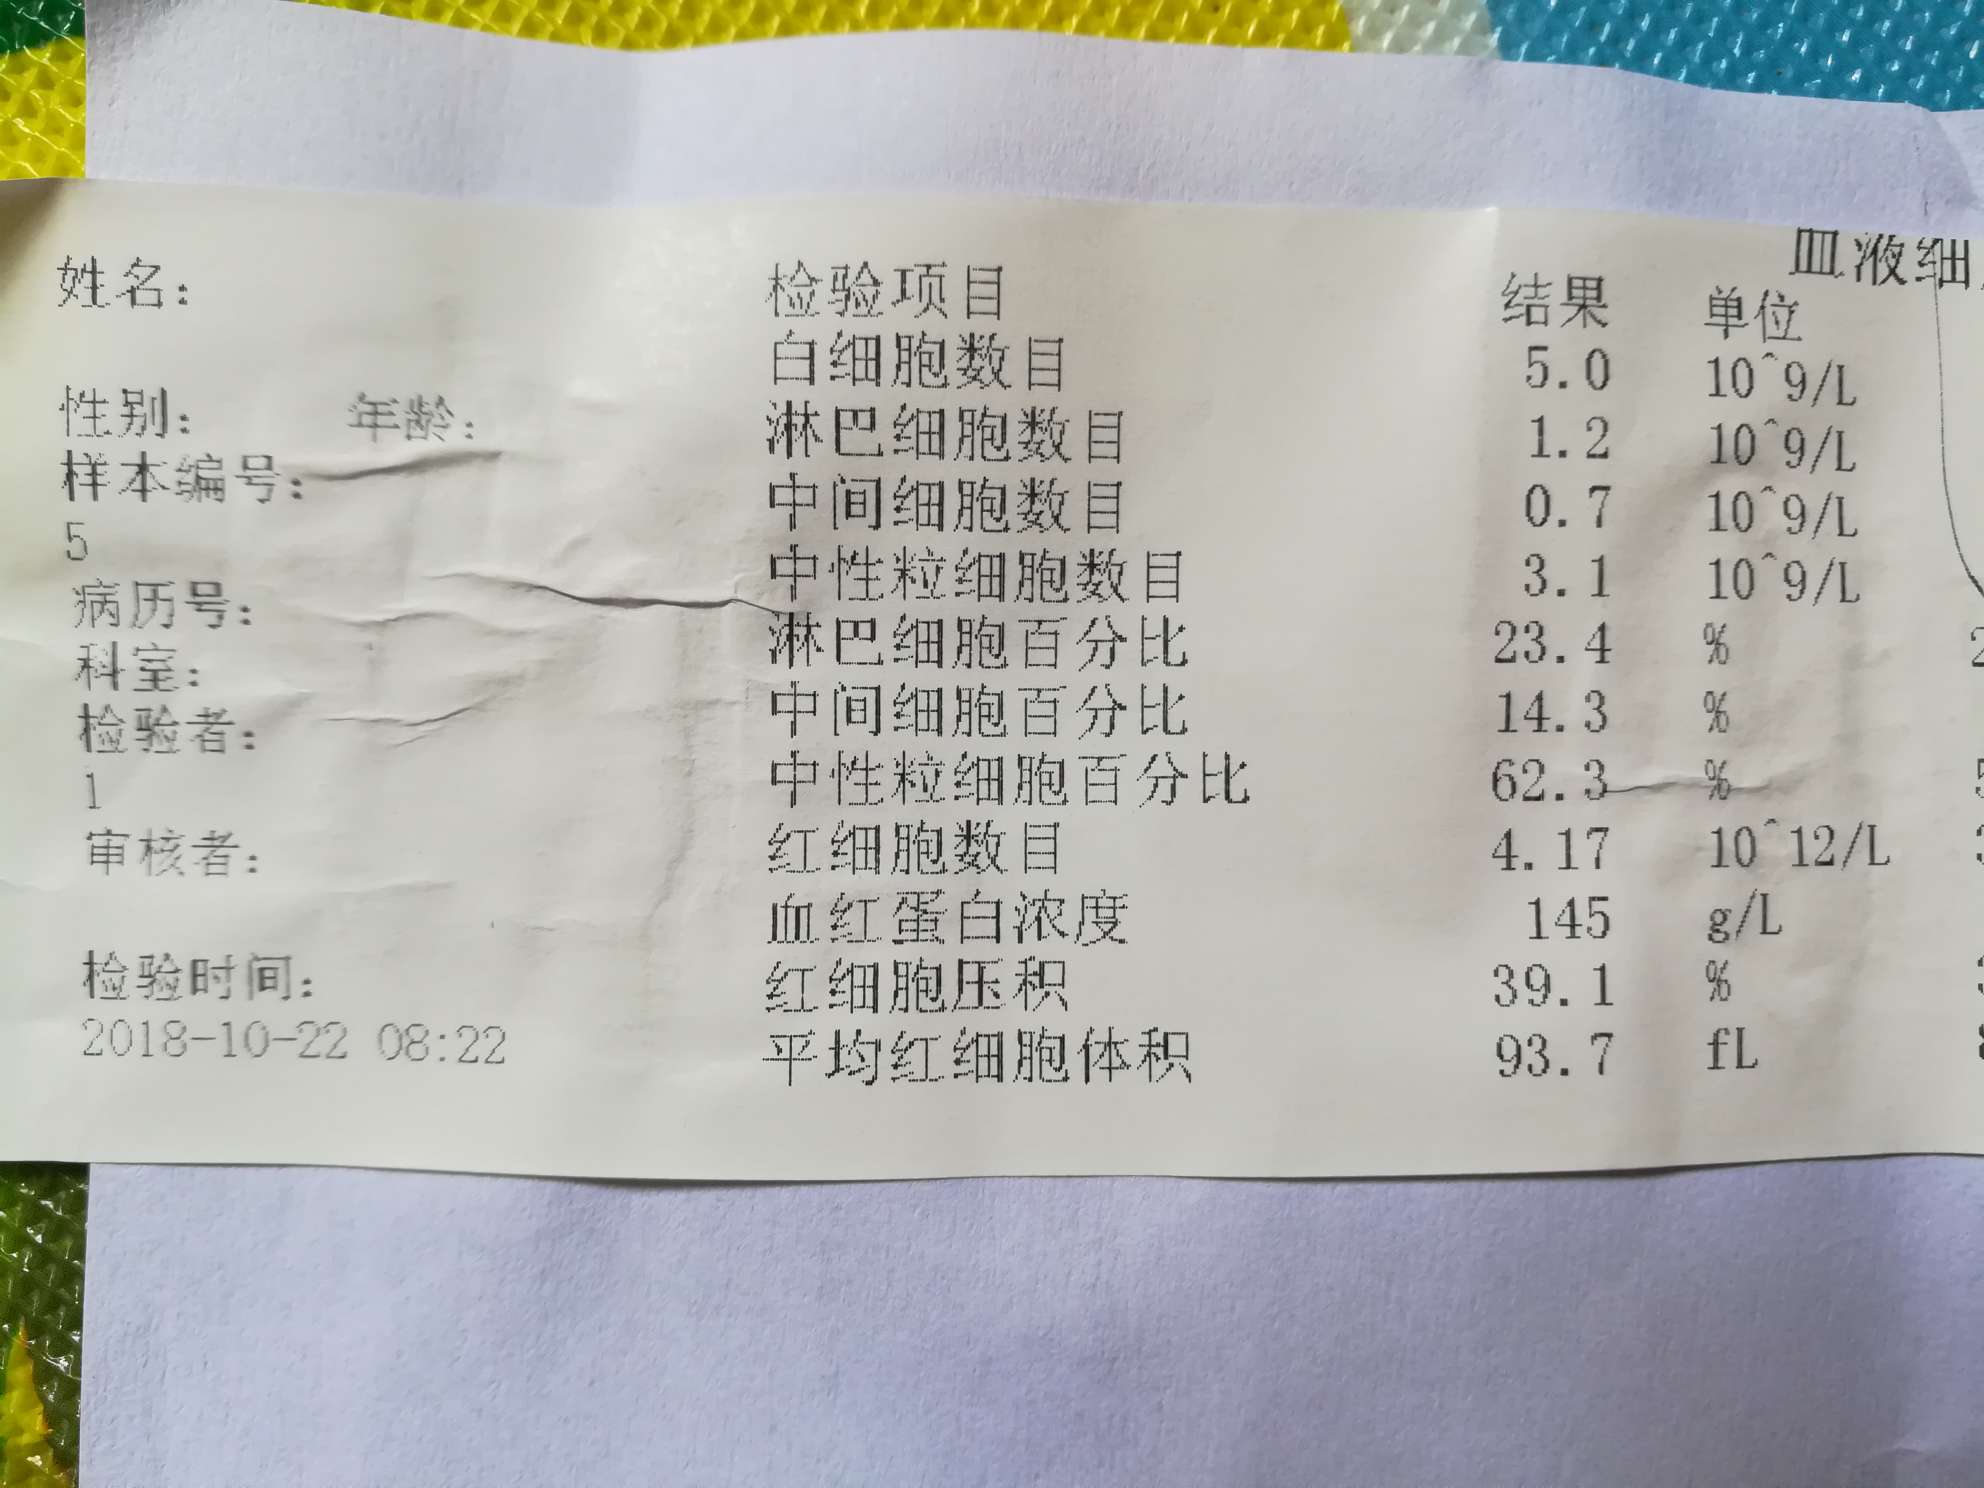 血液细
姓名:
性别: 年龄:
样本编号:
5
病历号:
科室:
检验者:
1
审核者:
检验时间:
2018-10-22 08:22
检验项目 结果 单位
白细胞数目 5.0 10^9/L
淋巴细胞数目 1.2 10^9/L
中间细胞数目 0.7 10^9/L
中性粒细胞数目 3.1 10^9/L
淋巴细胞百分比 23.4 %
中间细胞百分比 14.3 %
中性粒细胞百分比 62.3 %
红细胞数目 4.17 10^12/L
血红蛋白浓度 145 g/L
红细胞压积 39.1 %
平均红细胞体积 93.7 fL